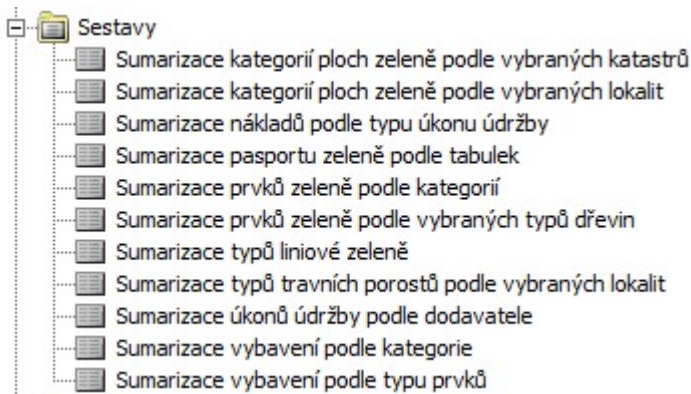 Sestavy
Sumarizace kategorií ploch zeleně podle vybraných katastrů
Sumarizace kategorií ploch zeleně podle vybraných lokalit
Sumarizace nákladů podle typu úkonu údržby
Sumarizace pasportu zeleně podle tabulek
Sumarizace prvků zeleně podle kategorií
Sumarizace prvků zeleně podle vybraných typů dřevin
Sumarizace typů liniové zeleně
Sumarizace typů travních porostů podle vybraných lokalit
Sumarizace úkonů údržby podle dodavatele
Sumarizace vybavení podle kategorie
Sumarizace vybavení podle typu prvků